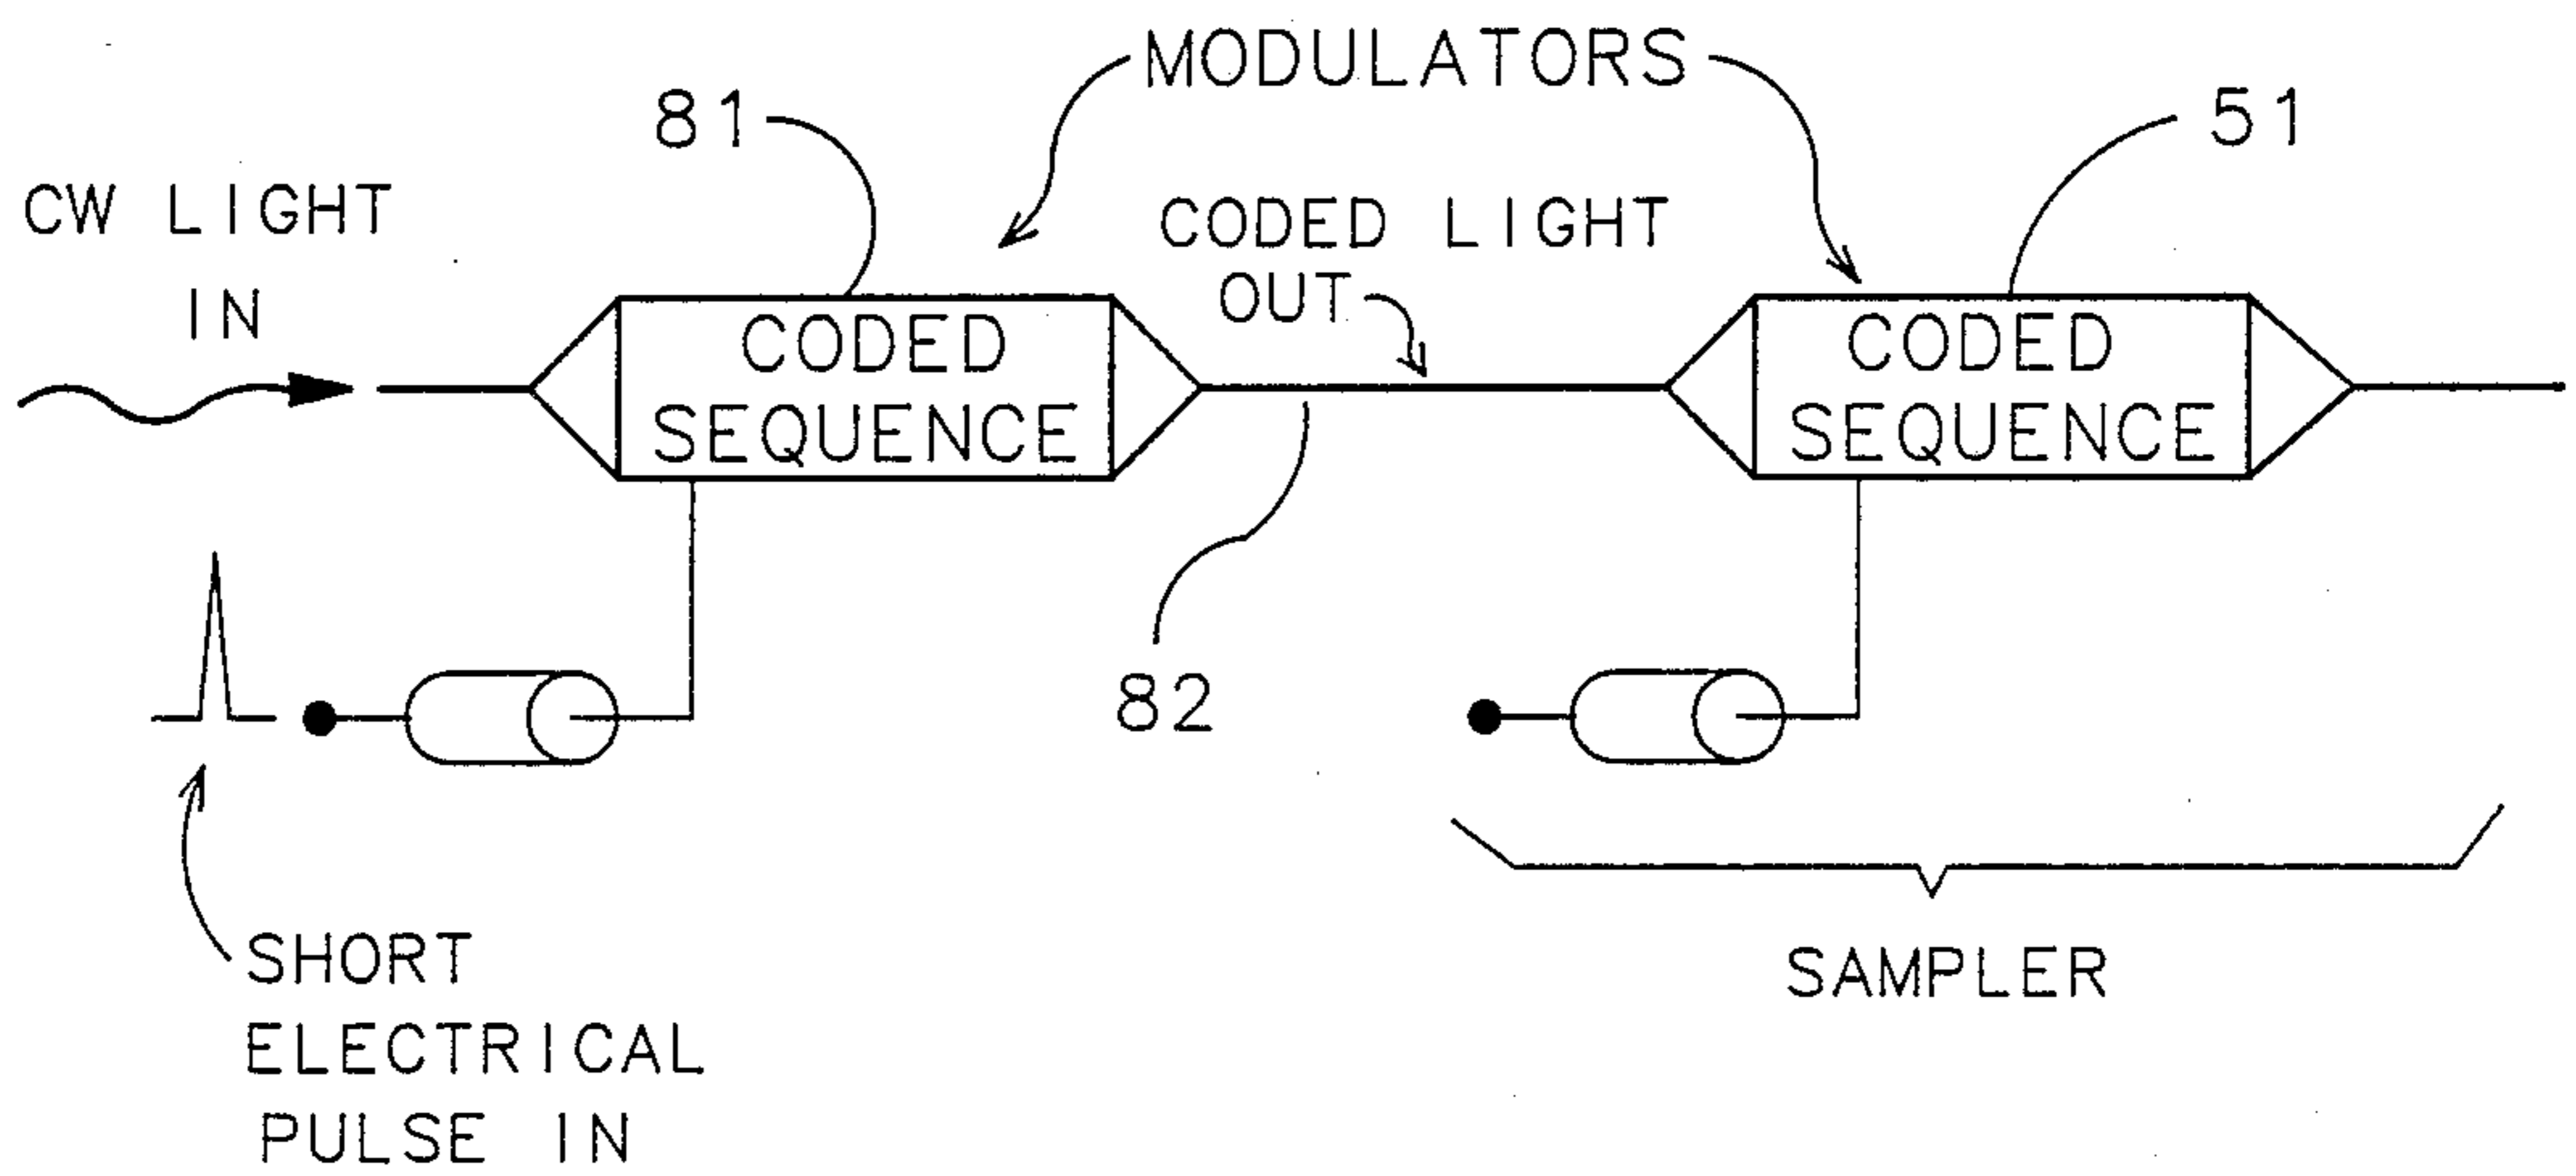 MODULATORS
81
51
CW LIGHT
IN
CODED LIGHT
OUT
CODED
SEQUENCE
CODED
SEQUENCE
82
SHORT
ELECTRICAL
PULSE IN
SAMPLER